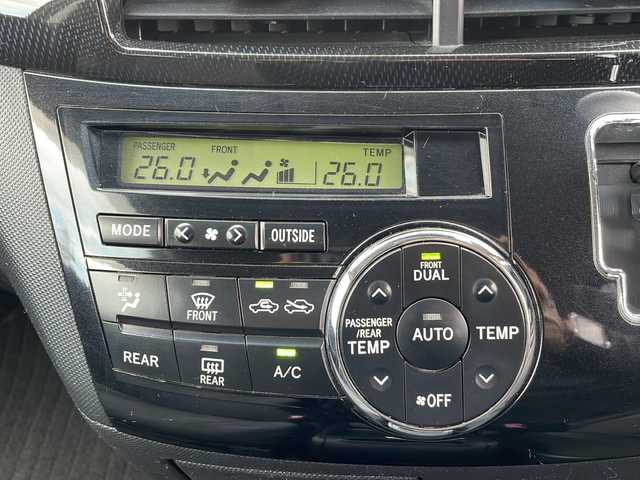 PASSENGER FRONT TEMP
26.0 26.0
MODE OUTSIDE
FRONT
DUAL
FRONT
PASSENGER
/REAR
TEMP
AUTO
TEMP
REAR
REAR
A/C
OFF